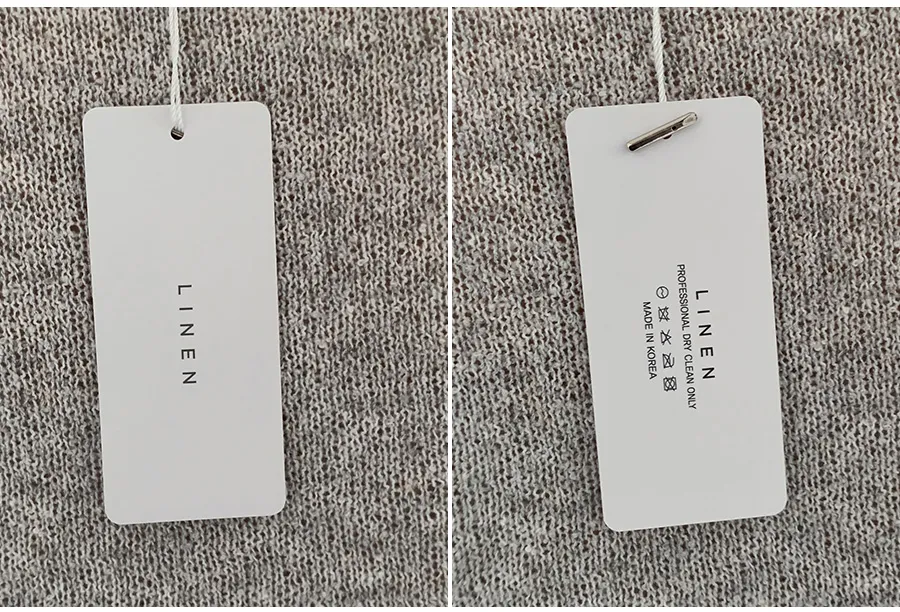 LINEN
LINEN
PROFESSIONAL DRY CLEAN ONLY
MADE IN KOREA